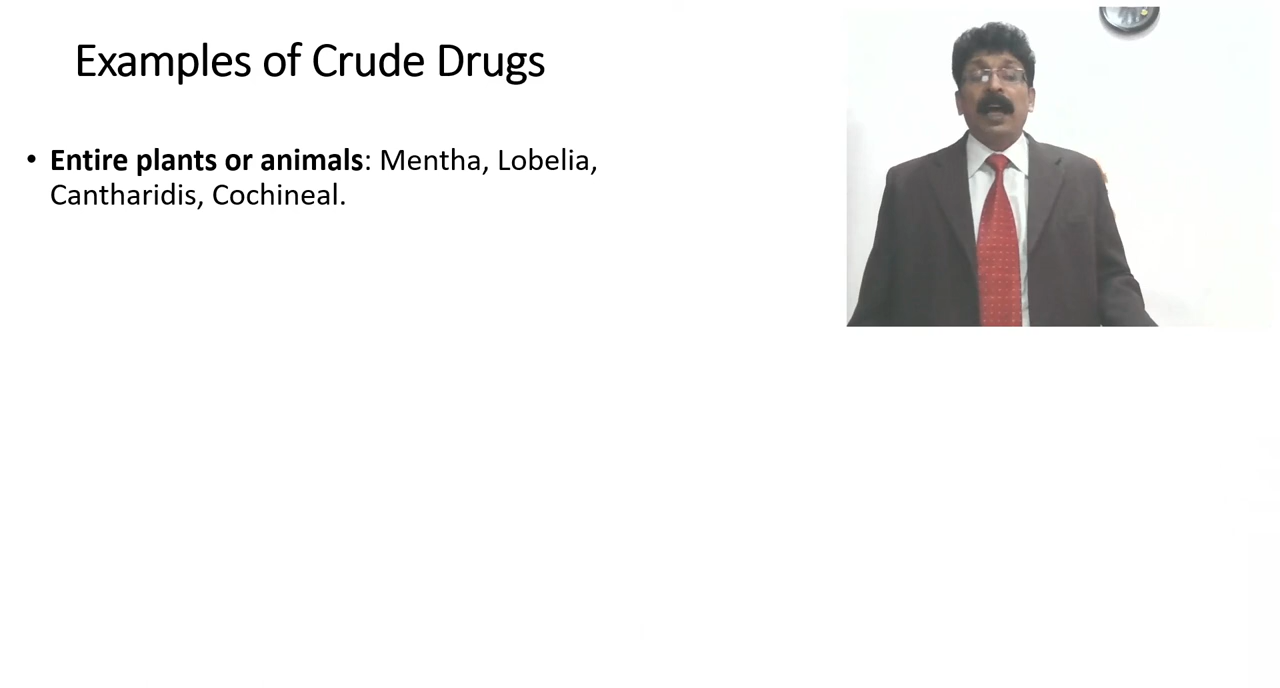 Examples of Crude Drugs
• Entire plants or animals: Mentha, Lobelia,
Cantharidis, Cochineal.